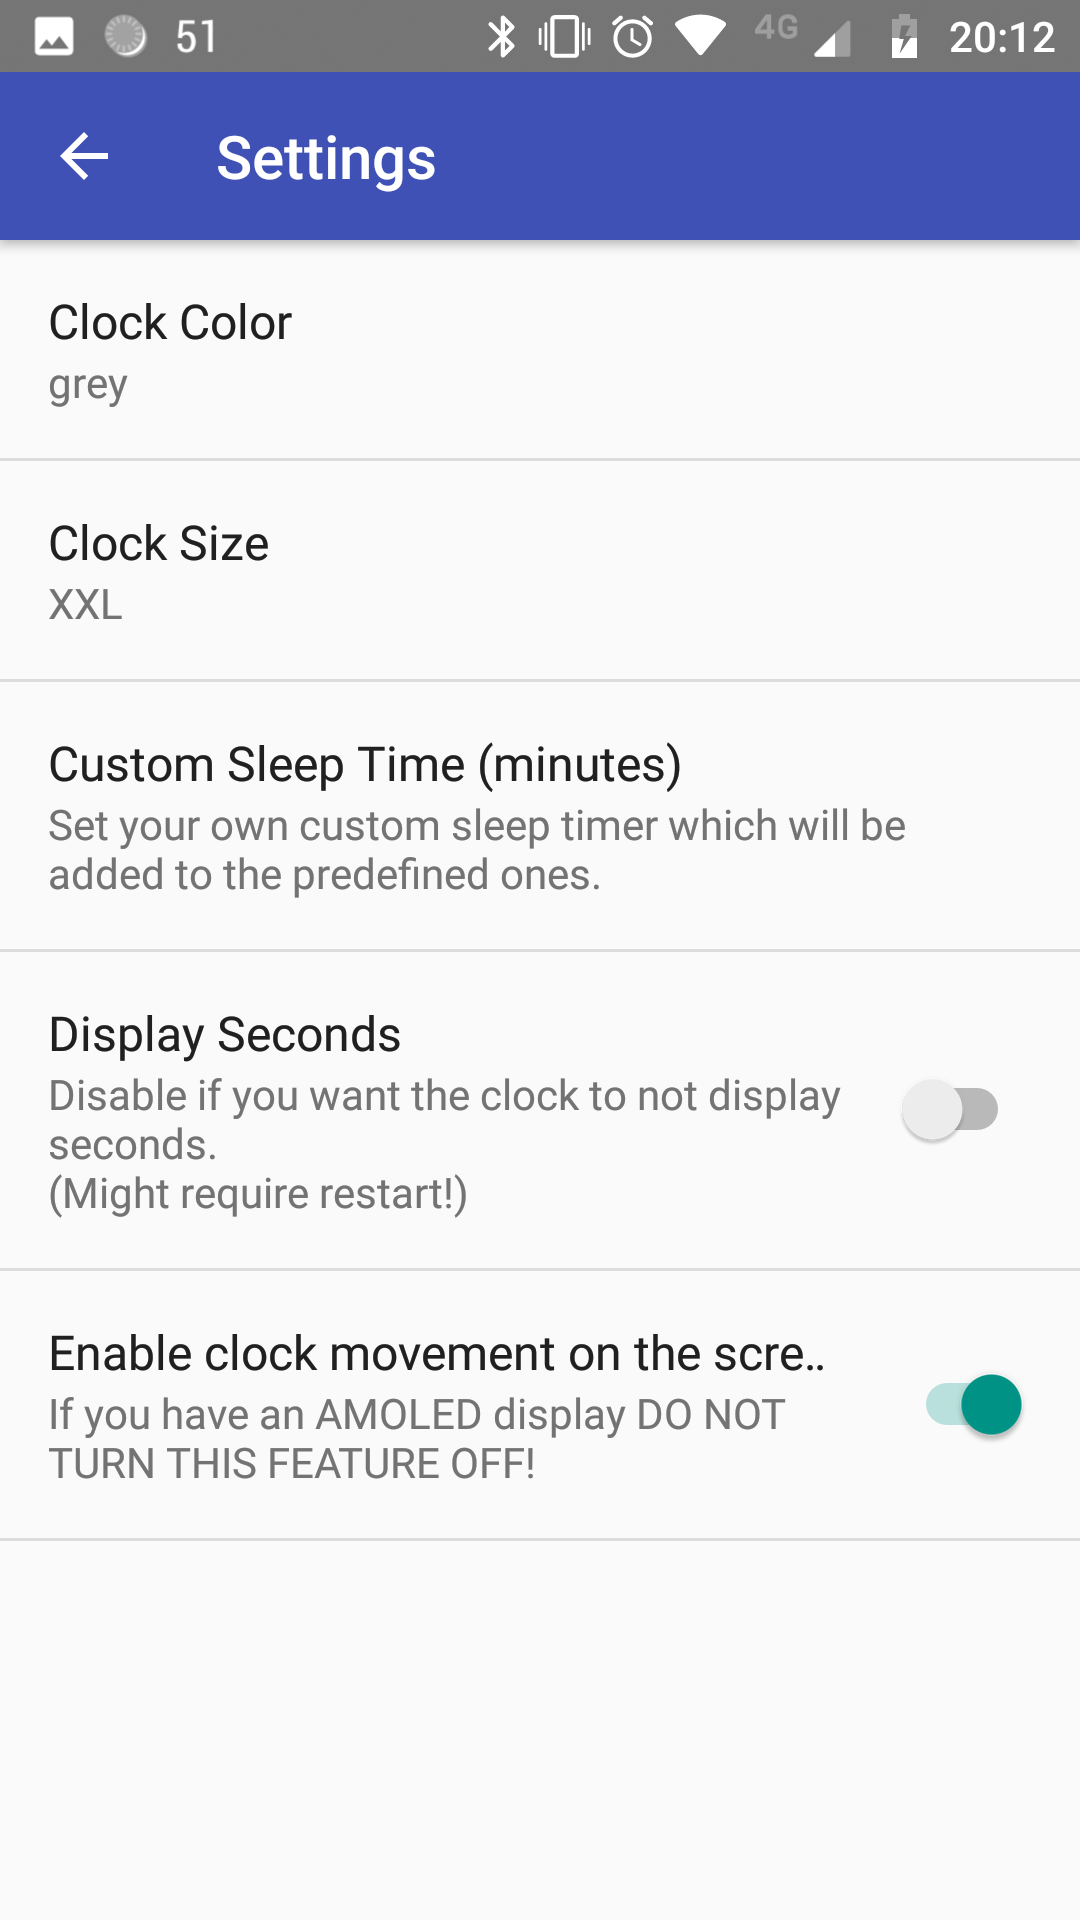 51 4G 20:12
Settings
Clock Color
grey
Clock Size
XXL
Custom Sleep Time (minutes)
Set your own custom sleep timer which will be
added to the predefined ones.
Display Seconds
Disable if you want the clock to not display
seconds.
(Might require restart!)
Enable clock movement on the scre..
If you have an AMOLED display DO NOT
TURN THIS FEATURE OFF!